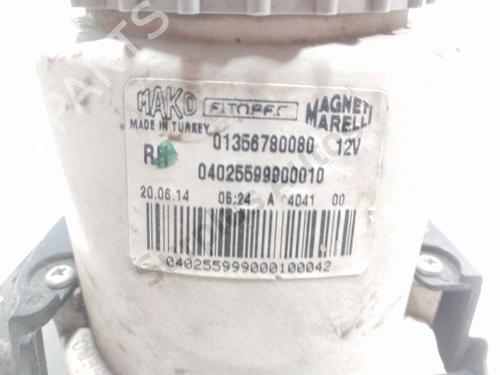 MAKO MAGNETI MARELLI
MADE IN TURKEY
01356780080 12V
04025599900010
20.06.14 06:24 A 4041 00
040255999000100042